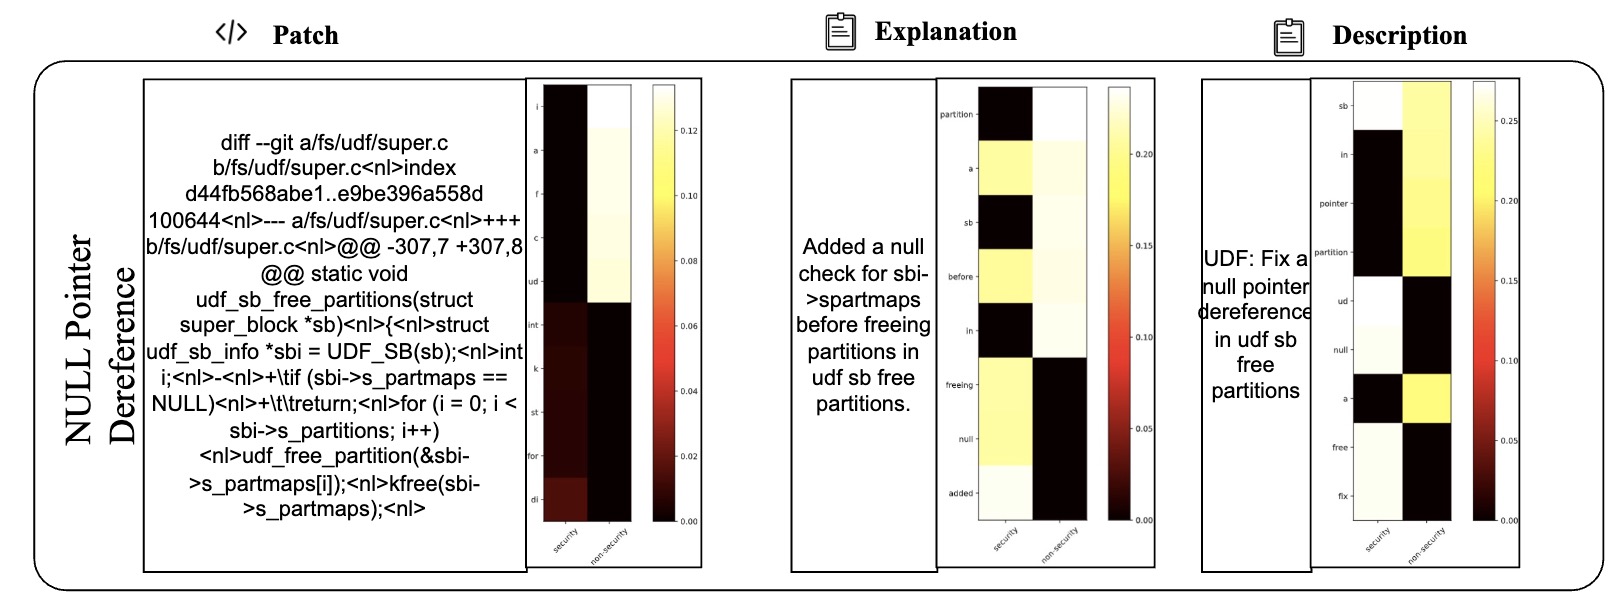 </> Patch
Explanation
Description
NULL Pointer
Dereference
diff --git a/fs/udf/super.c
b/fs/udf/super.c<nl>index
d44fb568abe1..e9be396a558d
100644<nl>--- a/fs/udf/super.c<nl>+++
b/fs/udf/super.c<nl>@@ -307,7 +307,8
@@ static void
udf_sb_free_partitions(struct
super_block *sb)<nl>{<nl>struct
udf_sb_info *sbi = UDF_SB(sb);<nl>int
i;<nl>-<nl>+\tif (sbi->s_partmaps ==
NULL)<nl>+\t\treturn;<nl>for (i = 0; i <
sbi->s_partitions; i++)
<nl>udf_free_partition(&sbi-
>s_partmaps[i]);<nl>kfree(sbi-
>s_partmaps);<nl>
i
a
f
c
ud
int
k
st
for
di
security
non-security
0.12
0.10
0.08
0.06
0.04
0.02
0.00
Added a null
check for sbi-
>spartmaps
before freeing
partitions in
udf sb free
partitions.
partition
a
sb
before
in
freeing
null
added
security
non-security
0.20
0.15
0.10
0.05
0.00
UDF: Fix a
null pointer
dereference
in udf sb
free
partitions
sb
in
pointer
partition
ud
null
a
free
fix
security
non-security
0.25
0.20
0.15
0.10
0.05
0.00